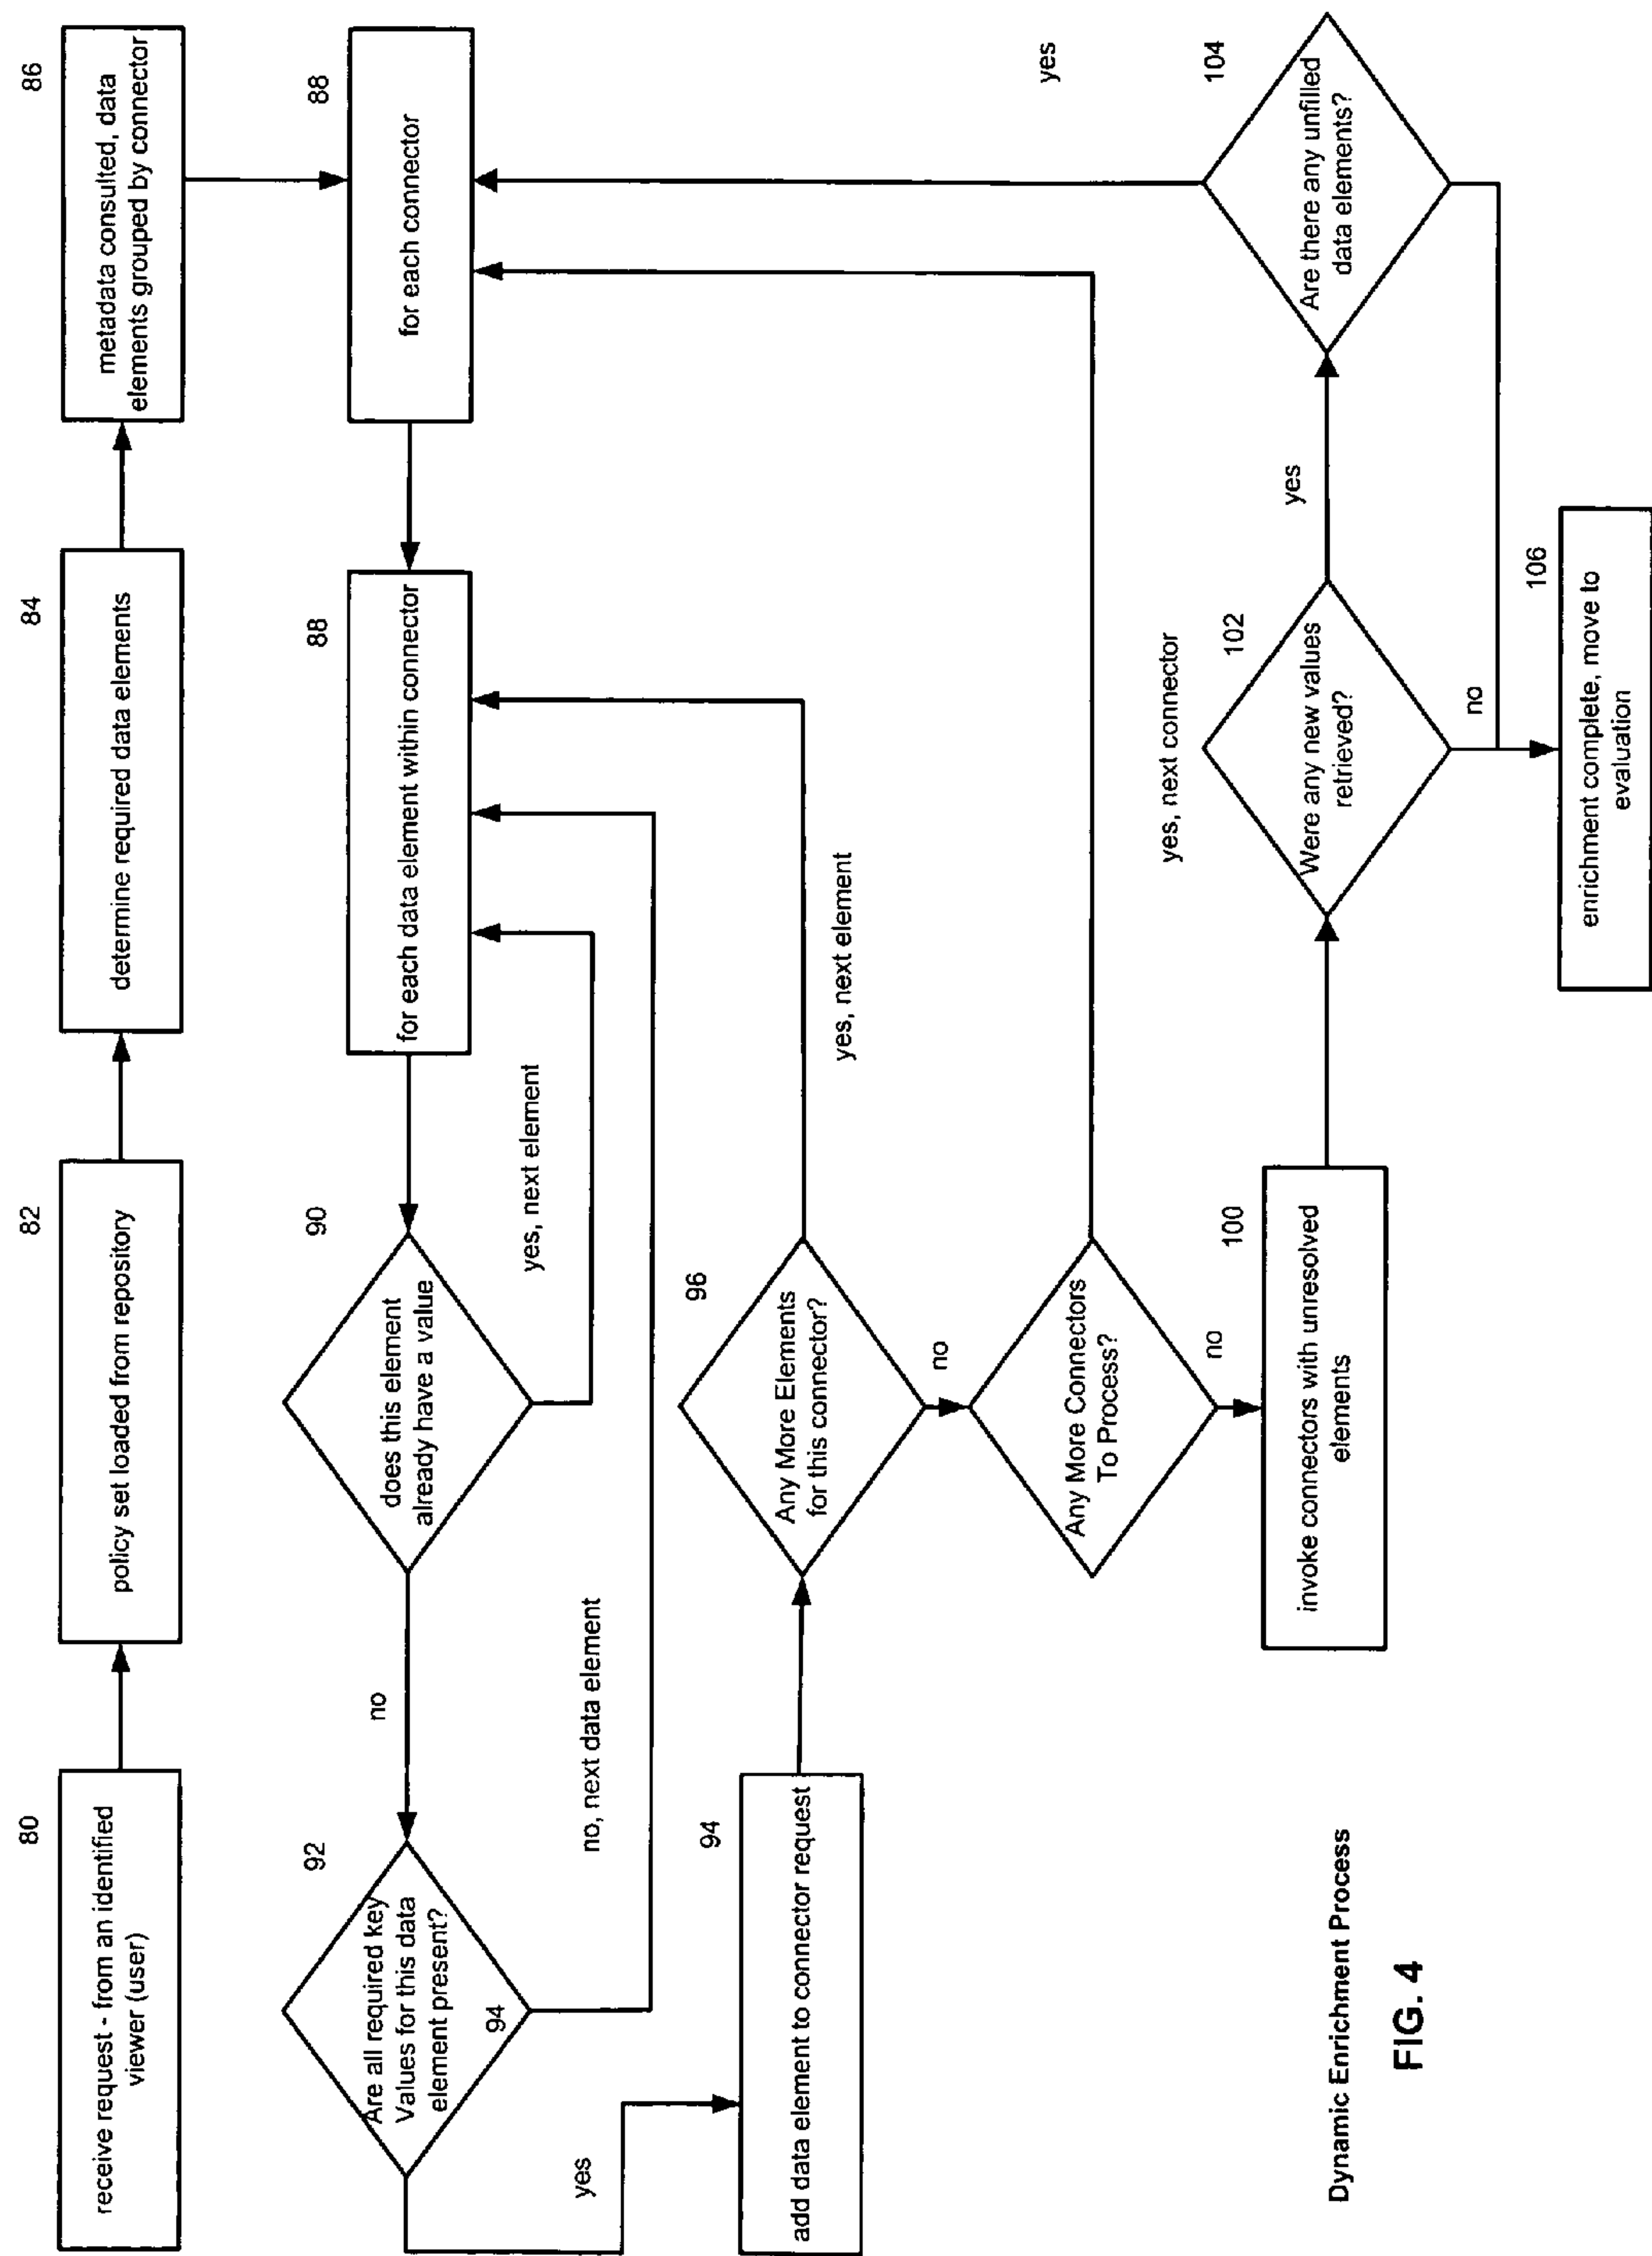 80
receive request - from an identified
viewer (user)
82
policy set loaded from repository
84
determine required data elements
86
metadata consulted, data
elements grouped by connector
88
for each connector
88
for each data element within connector
90
does this element
already have a value
yes, next element
no
92
Are all required key
Values for this data
element present?
94
no, next data element
yes
94
add data element to connector request
96
Any More Elements
for this connector?
yes, next element
no
Any More Connectors
To Process?
yes, next connector
no
100
invoke connectors with unresolved
elements
102
Were any new values
retrieved?
yes
no
104
Are there any unfilled
data elements?
yes
106
enrichment complete, move to
evaluation
Dynamic Enrichment Process
FIG. 4